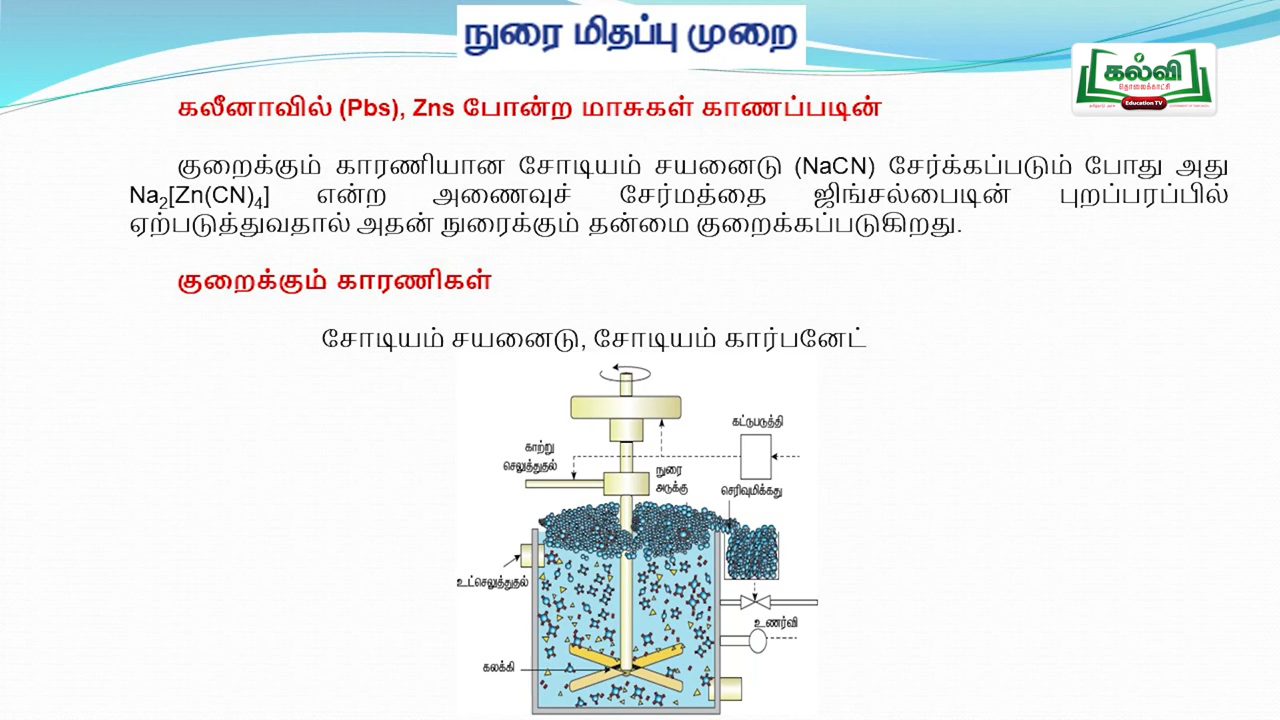 நுரை மிதப்பு முறை
கல்வி
தொலைக்காட்சி
Education TV
கலீனாவில் (Pbs), Zns போன்ற மாசுகள் காணப்படின்
குறைக்கும் காரணியான சோடியம் சயனைடு (NaCN) சேர்க்கப்படும் போது அது
Na₂[Zn(CN)₄] என்ற அணைவுச் சேர்மத்தை ஜிங்சல்பைடின் புறப்பரப்பில்
ஏற்படுத்துவதால் அதன் நுரைக்கும் தன்மை குறைக்கப்படுகிறது.
குறைக்கும் காரணிகள்
சோடியம் சயனைடு, சோடியம் கார்பனேட்
கட்டுபடுத்தி
காற்று
செலுத்துதல்
நுரை
அடுக்கு
செரிவுமிக்கது
உட்செலுத்துதல்
உணர்வி
கலக்கி